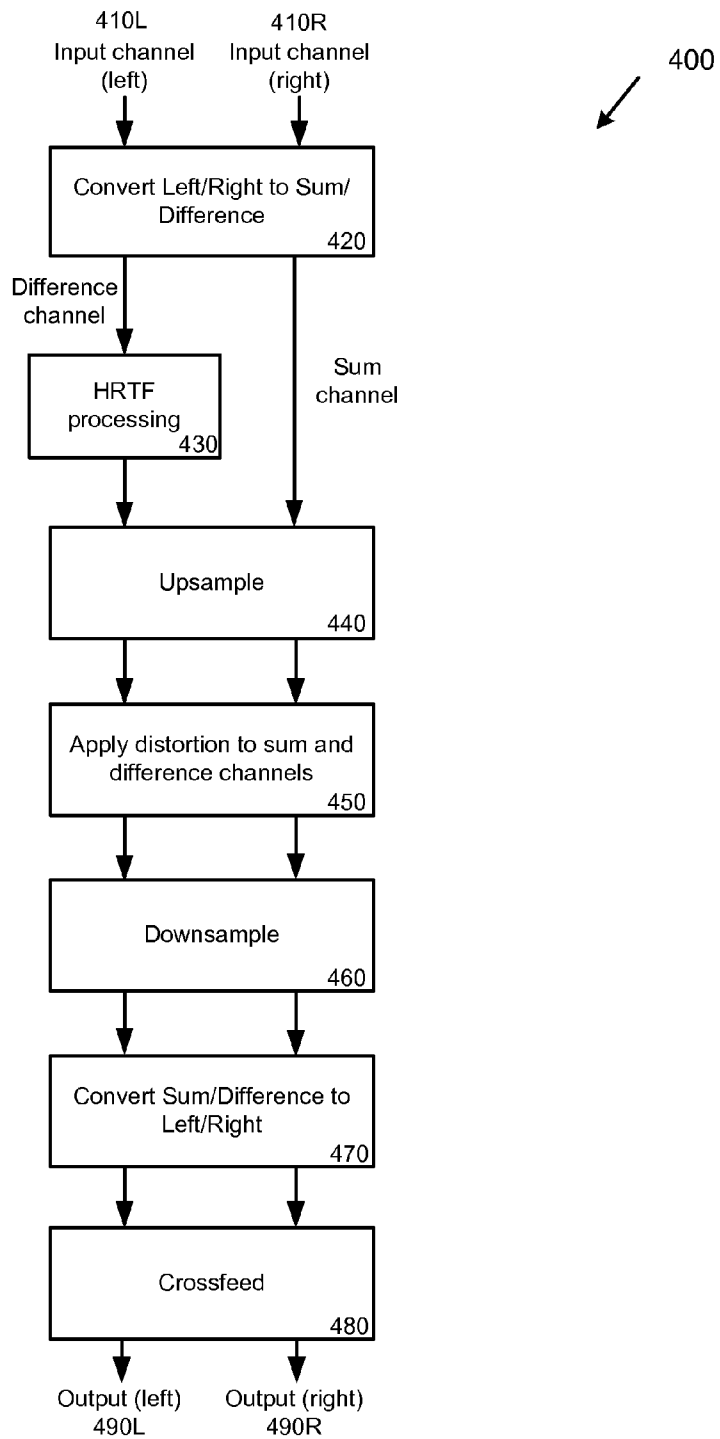 410L 410R
Input channel Input channel
(left) (right)
400
Convert Left/Right to Sum/
Difference
420
Difference
channel
Sum
channel
HRTF
processing
430
Upsample
440
Apply distortion to sum and
difference channels
450
Downsample
460
Convert Sum/Difference to
Left/Right
470
Crossfeed
480
Output (left) Output (right)
490L 490R